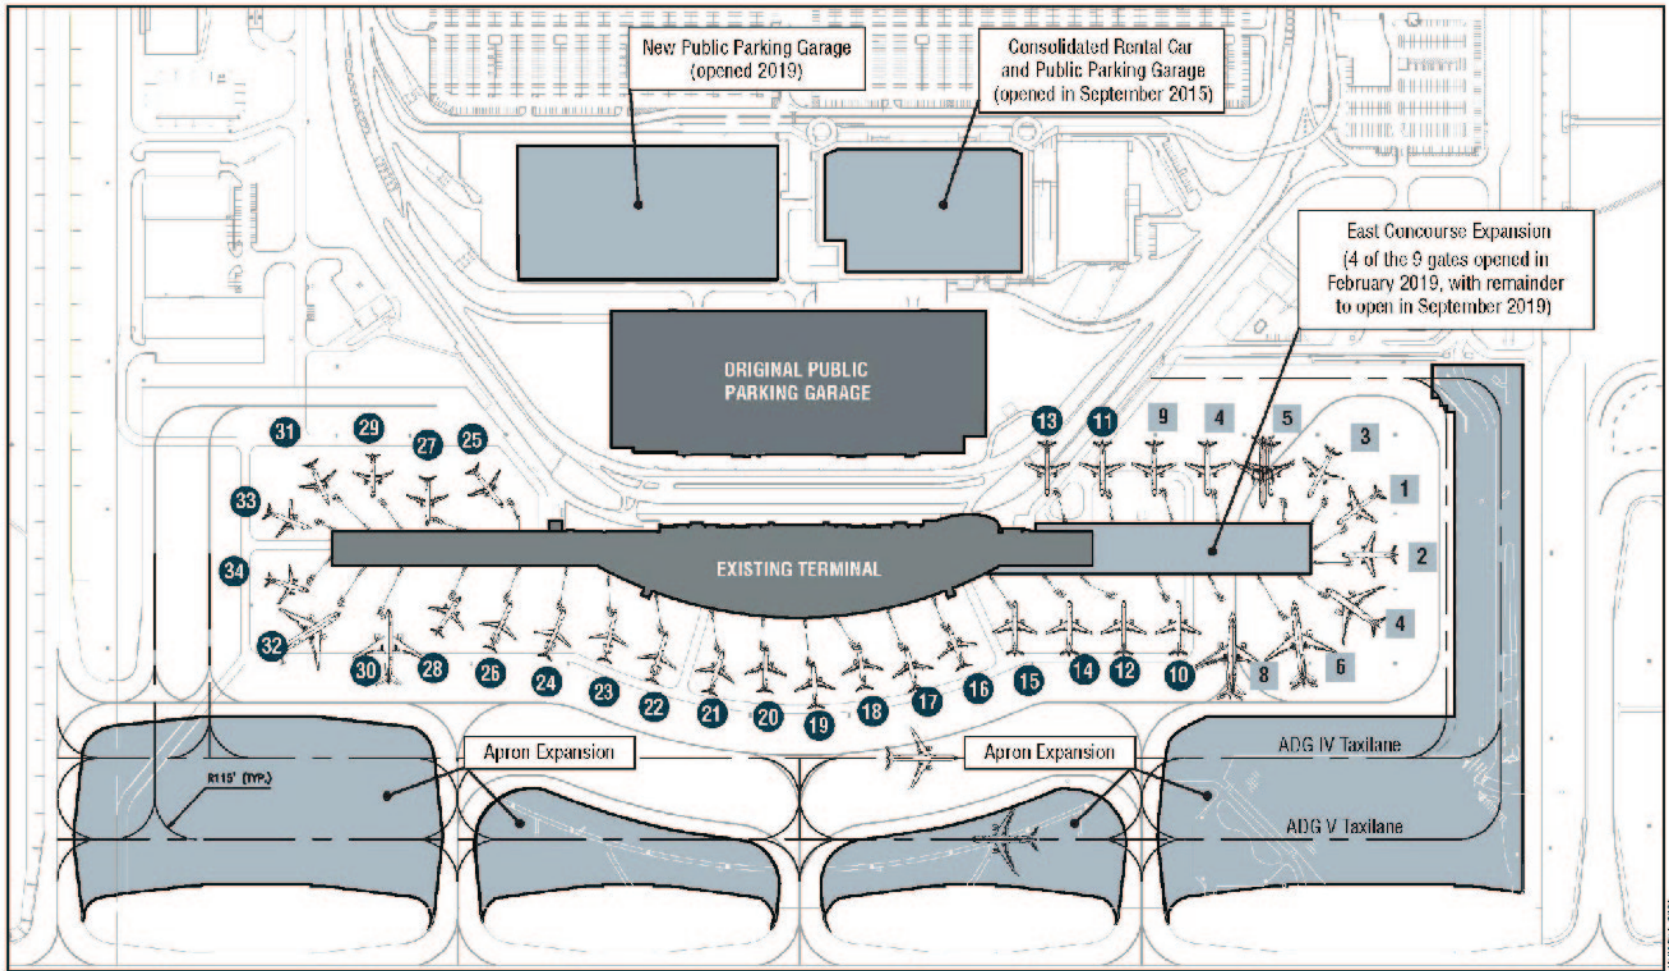 New Public Parking Garage
(opened 2019)
Consolidated Rental Car
and Public Parking Garage
(opened in September 2015)
East Concourse Expansion
(4 of the 9 gates opened in
February 2019, with remainder
to open in September 2019)
ORIGINAL PUBLIC
PARKING GARAGE
31
29
27
25
13
11
9
4
5
3
33
1
EXISTING TERMINAL
2
34
4
32
30
28
26
24
23
22
21
20
19
18
17
16
15
14
12
10
8
6
Apron Expansion
Apron Expansion
ADG IV Taxilane
R115' (TYP.)
ADG V Taxilane